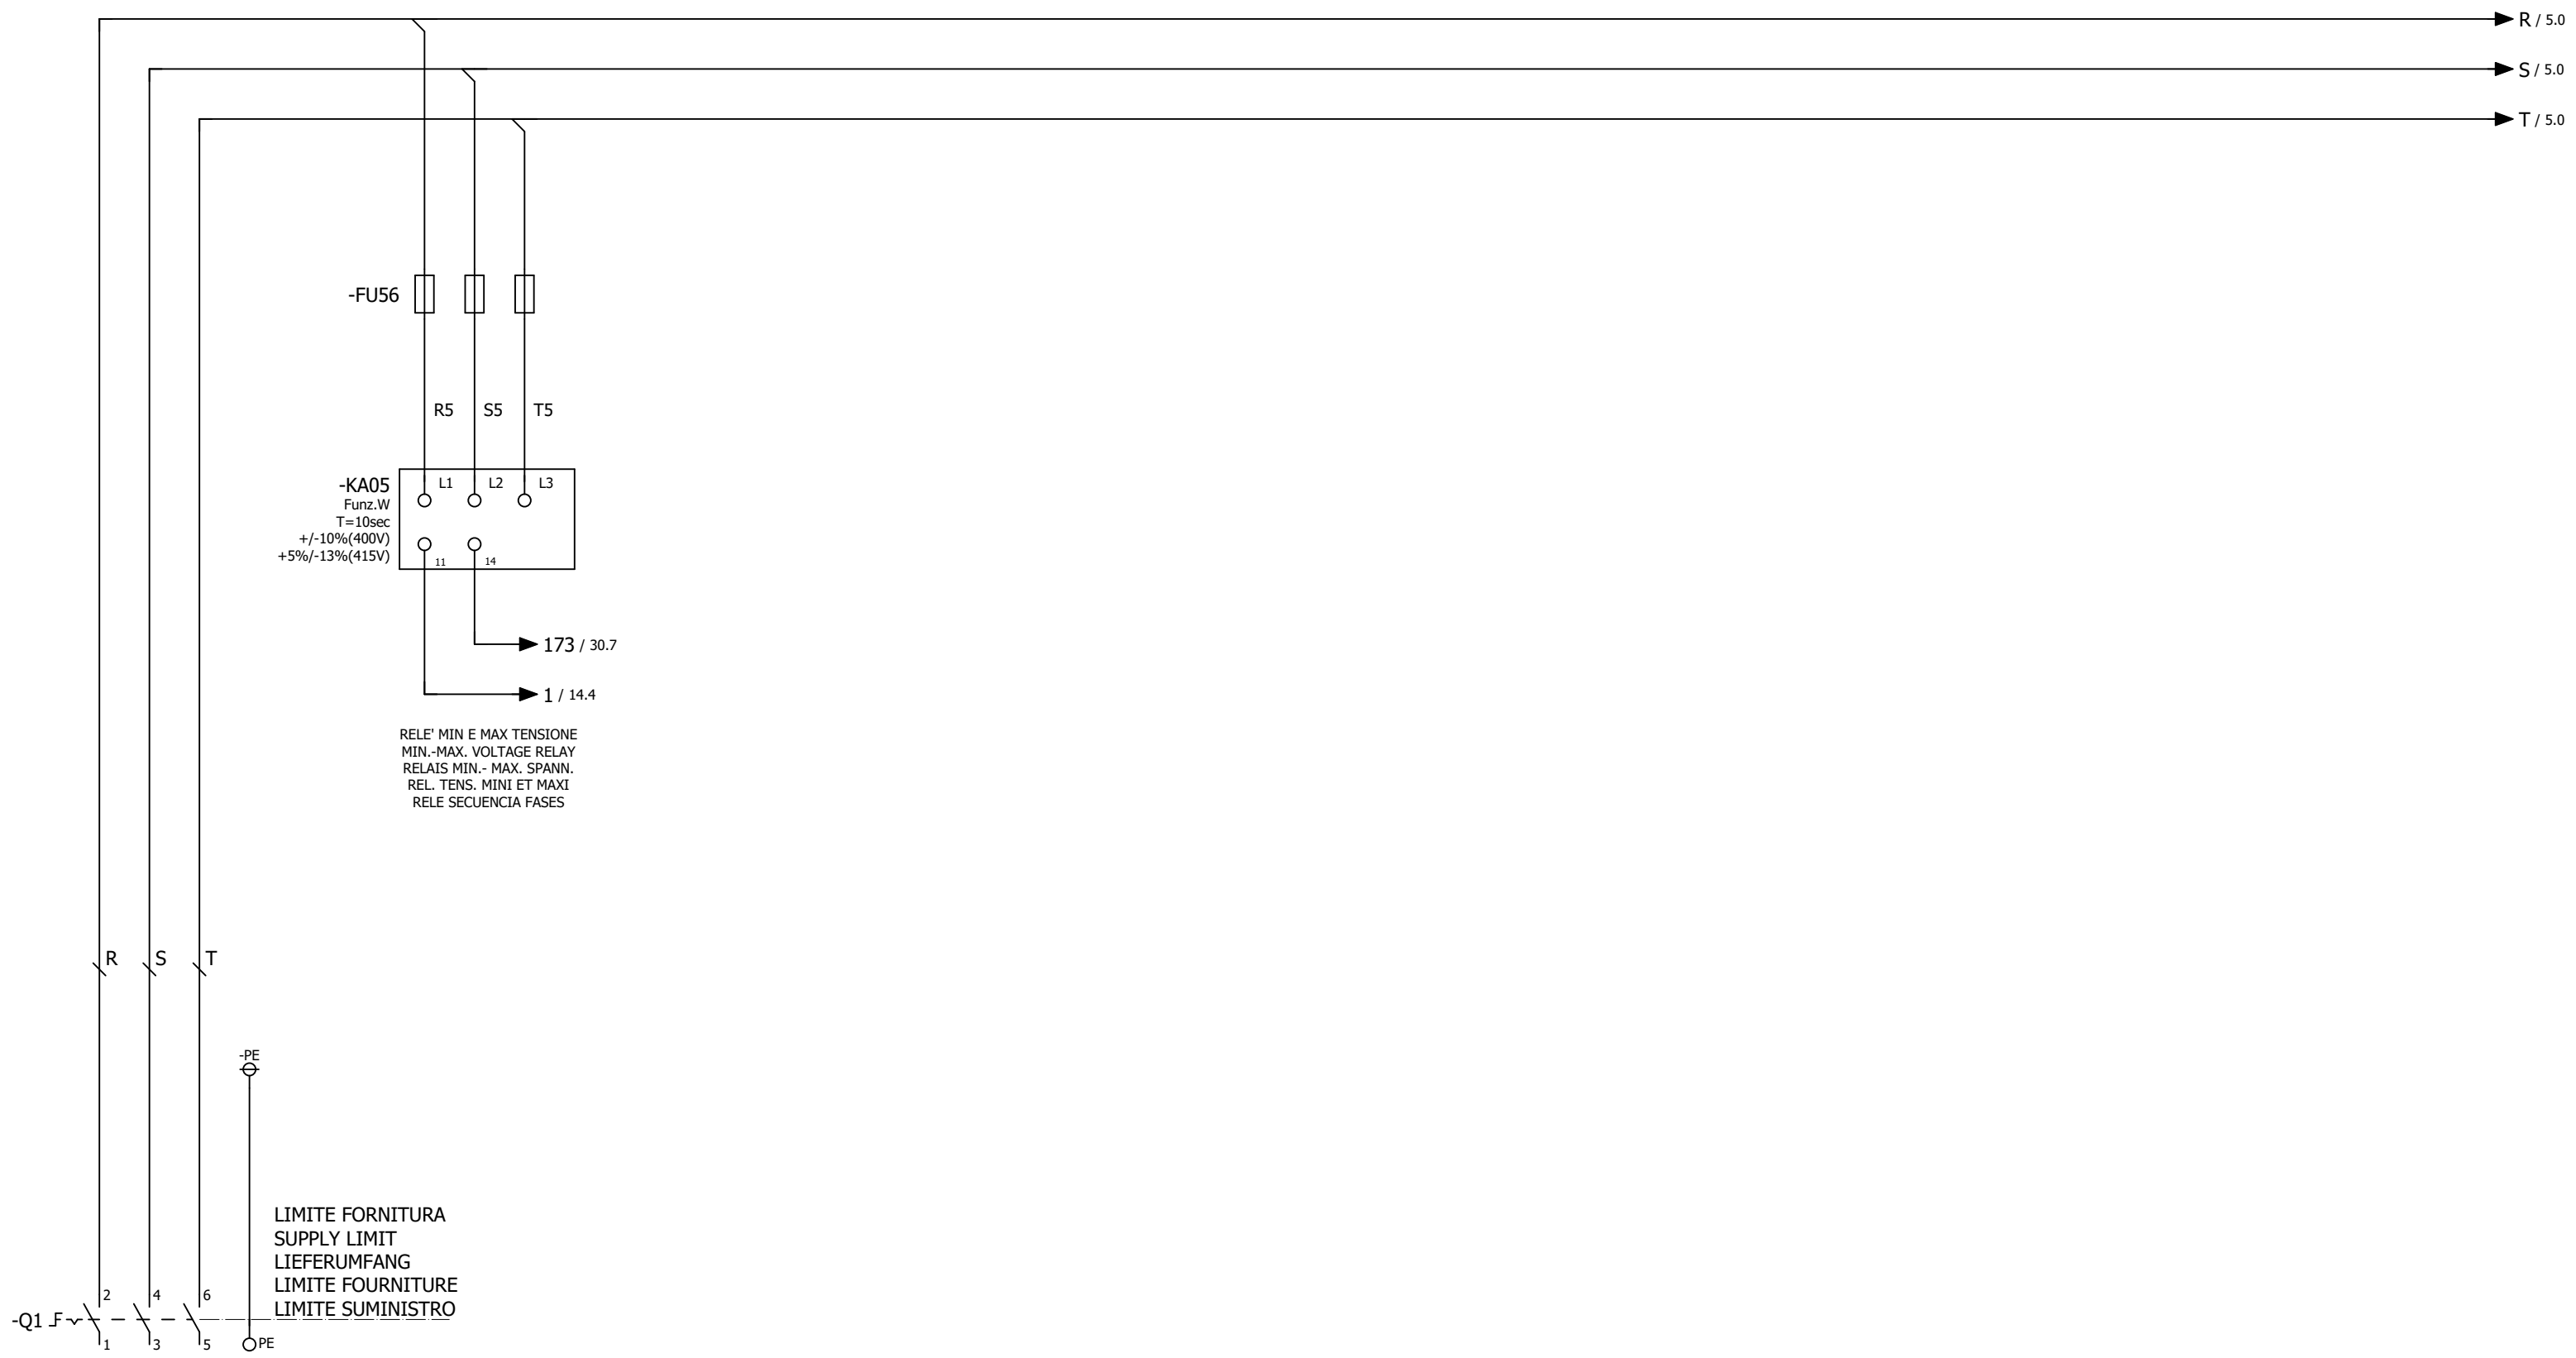 R / 5.0
S / 5.0
T / 5.0
-FU56
R5 S5 T5
-KA05
Funz.W
T=10sec
+/-10%(400V)
+5%/-13%(415V)
L1 L2 L3
11 14
173 / 30.7
1 / 14.4
RELE' MIN E MAX TENSIONE
MIN.-MAX. VOLTAGE RELAY
RELAIS MIN.- MAX. SPANN.
REL. TENS. MINI ET MAXI
RELE SECUENCIA FASES
R S T
-PE
LIMITE FORNITURA
SUPPLY LIMIT
LIEFERUMFANG
LIMITE FOURNITURE
LIMITE SUMINISTRO
2 4 6
-Q1
1 3 5 PE